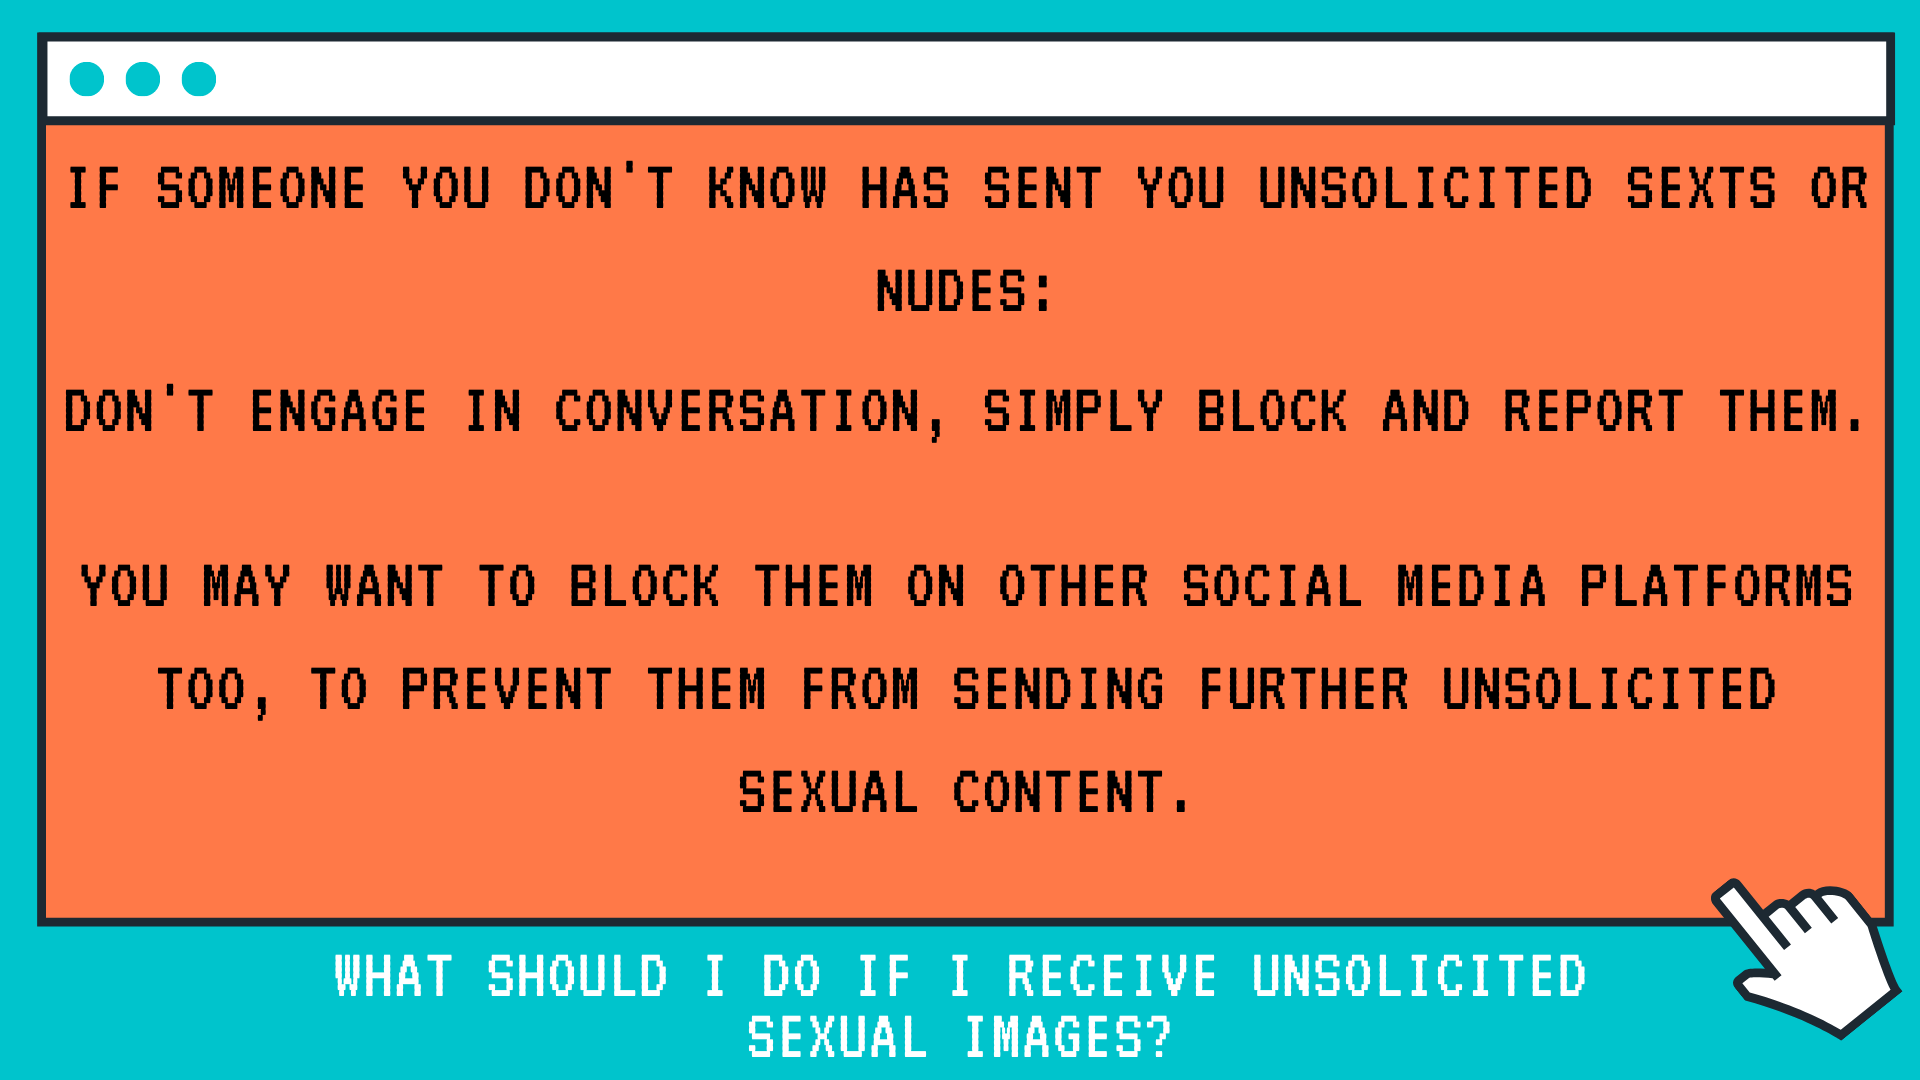 IF SOMEONE YOU DON'T KNOW HAS SENT YOU UNSOLICITED SEXTS OR
NUDES:
DON'T ENGAGE IN CONVERSATION, SIMPLY BLOCK AND REPORT THEM.
YOU MAY WANT TO BLOCK THEM ON OTHER SOCIAL MEDIA PLATFORMS
TOO, TO PREVENT THEM FROM SENDING FURTHER UNSOLICITED
SEXUAL CONTENT.
WHAT SHOULD I DO IF I RECEIVE UNSOLICITED
SEXUAL IMAGES?